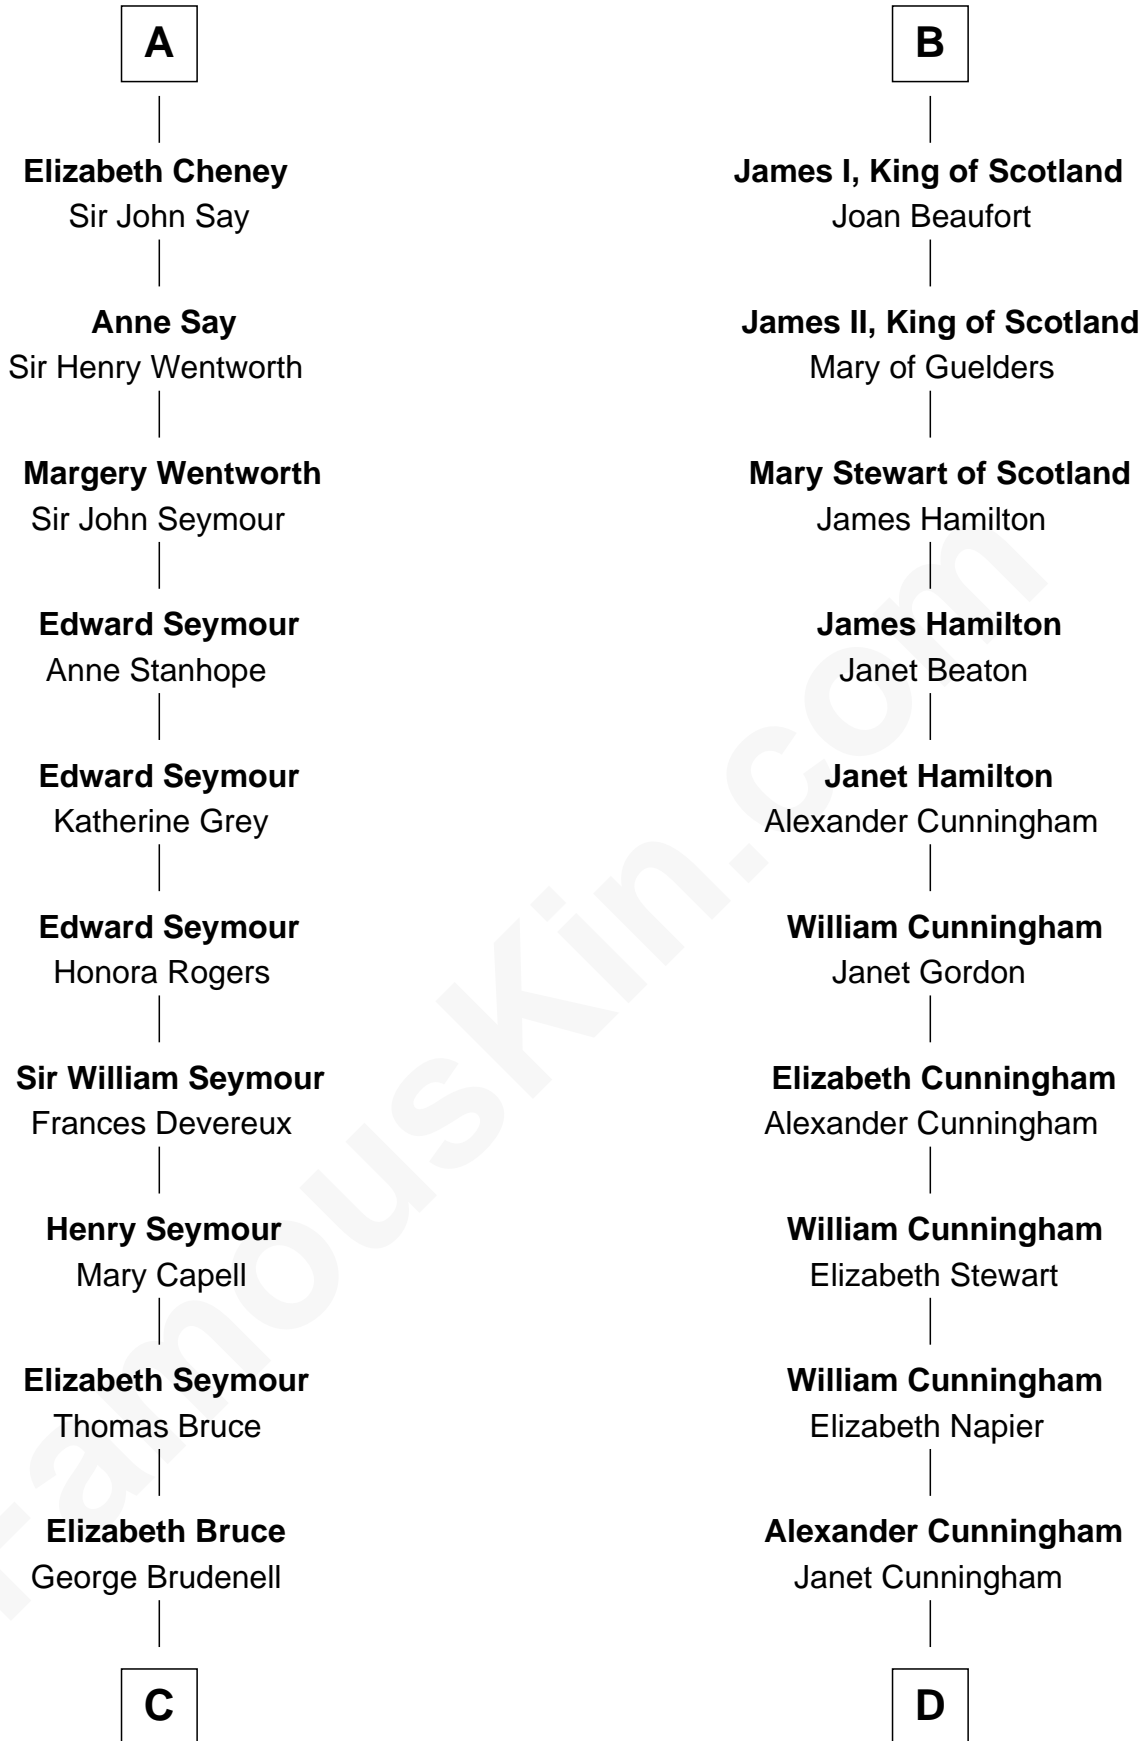 A
Elizabeth Cheney
Sir John Say
Anne Say
Sir Henry Wentworth
Margery Wentworth
Sir John Seymour
Edward Seymour
Anne Stanhope
Edward Seymour
Katherine Grey
Edward Seymour
Honora Rogers
Sir William Seymour
Frances Devereux
Henry Seymour
Mary Capell
Elizabeth Seymour
Thomas Bruce
Elizabeth Bruce
George Brudenell
C
B
James I, King of Scotland
Joan Beaufort
James II, King of Scotland
Mary of Guelders
Mary Stewart of Scotland
James Hamilton
James Hamilton
Janet Beaton
Janet Hamilton
Alexander Cunningham
William Cunningham
Janet Gordon
Elizabeth Cunningham
Alexander Cunningham
William Cunningham
Elizabeth Stewart
William Cunningham
Elizabeth Napier
Alexander Cunningham
Janet Cunningham
D
FamousKin.com